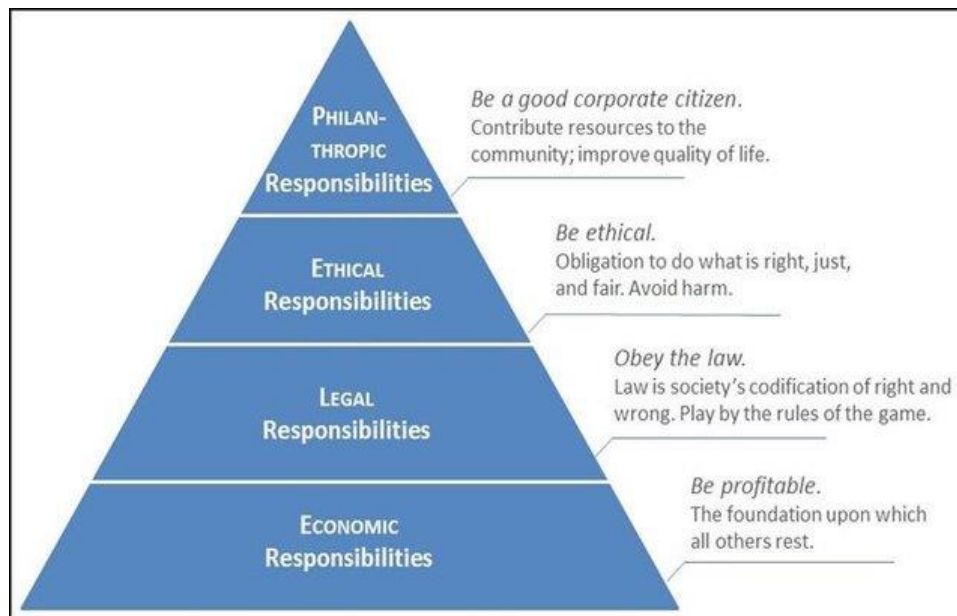 PHILAN-
THROPIC
Responsibilities
Be a good corporate citizen.
Contribute resources to the
community; improve quality of life.
ETHICAL
Responsibilities
Be ethical.
Obligation to do what is right, just,
and fair. Avoid harm.
LEGAL
Responsibilities
Obey the law.
Law is society's codification of right and
wrong. Play by the rules of the game.
ECONOMIC
Responsibilities
Be profitable.
The foundation upon which
all others rest.